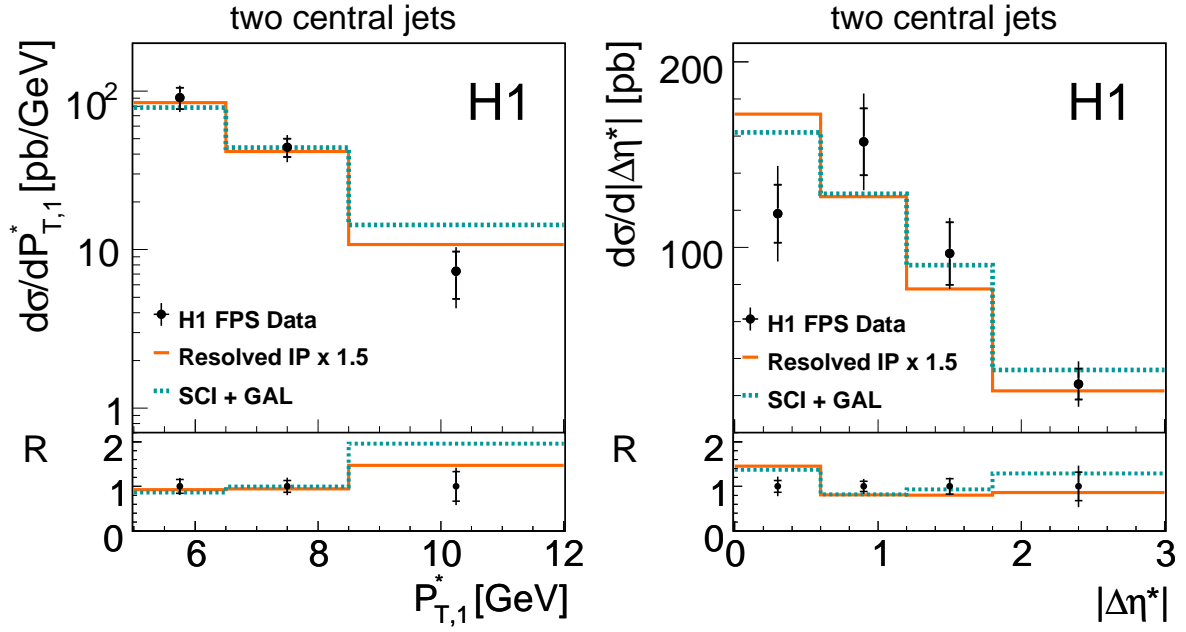 two central jets
dσ/dP*T,1 [pb/GeV]
H1
10²
10
1
H1 FPS Data
Resolved IP x 1.5
SCI + GAL
R
2
1
0
6 8 10 12
P*T,1 [GeV]
two central jets
dσ/d|Δη*| [pb]
H1
200
100
H1 FPS Data
Resolved IP x 1.5
SCI + GAL
R
2
1
0
0 1 2 3
|Δη*|